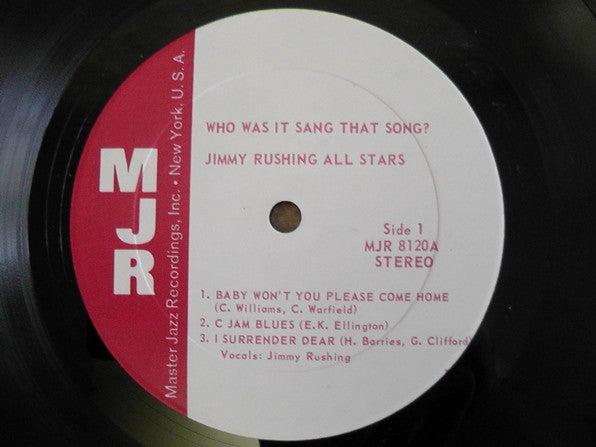 MJR
Master Jazz Recordings, Inc. • New York, U.S.A.
WHO WAS IT SANG THAT SONG?
JIMMY RUSHING ALL STARS
Side 1
MJR 8120A
STEREO
1. BABY WON'T YOU PLEASE COME HOME
(C. Williams, C. Warfield)
2. C JAM BLUES (E.K. Ellington)
3. I SURRENDER DEAR (H. Barries, G. Clifford)
Vocals: Jimmy Rushing